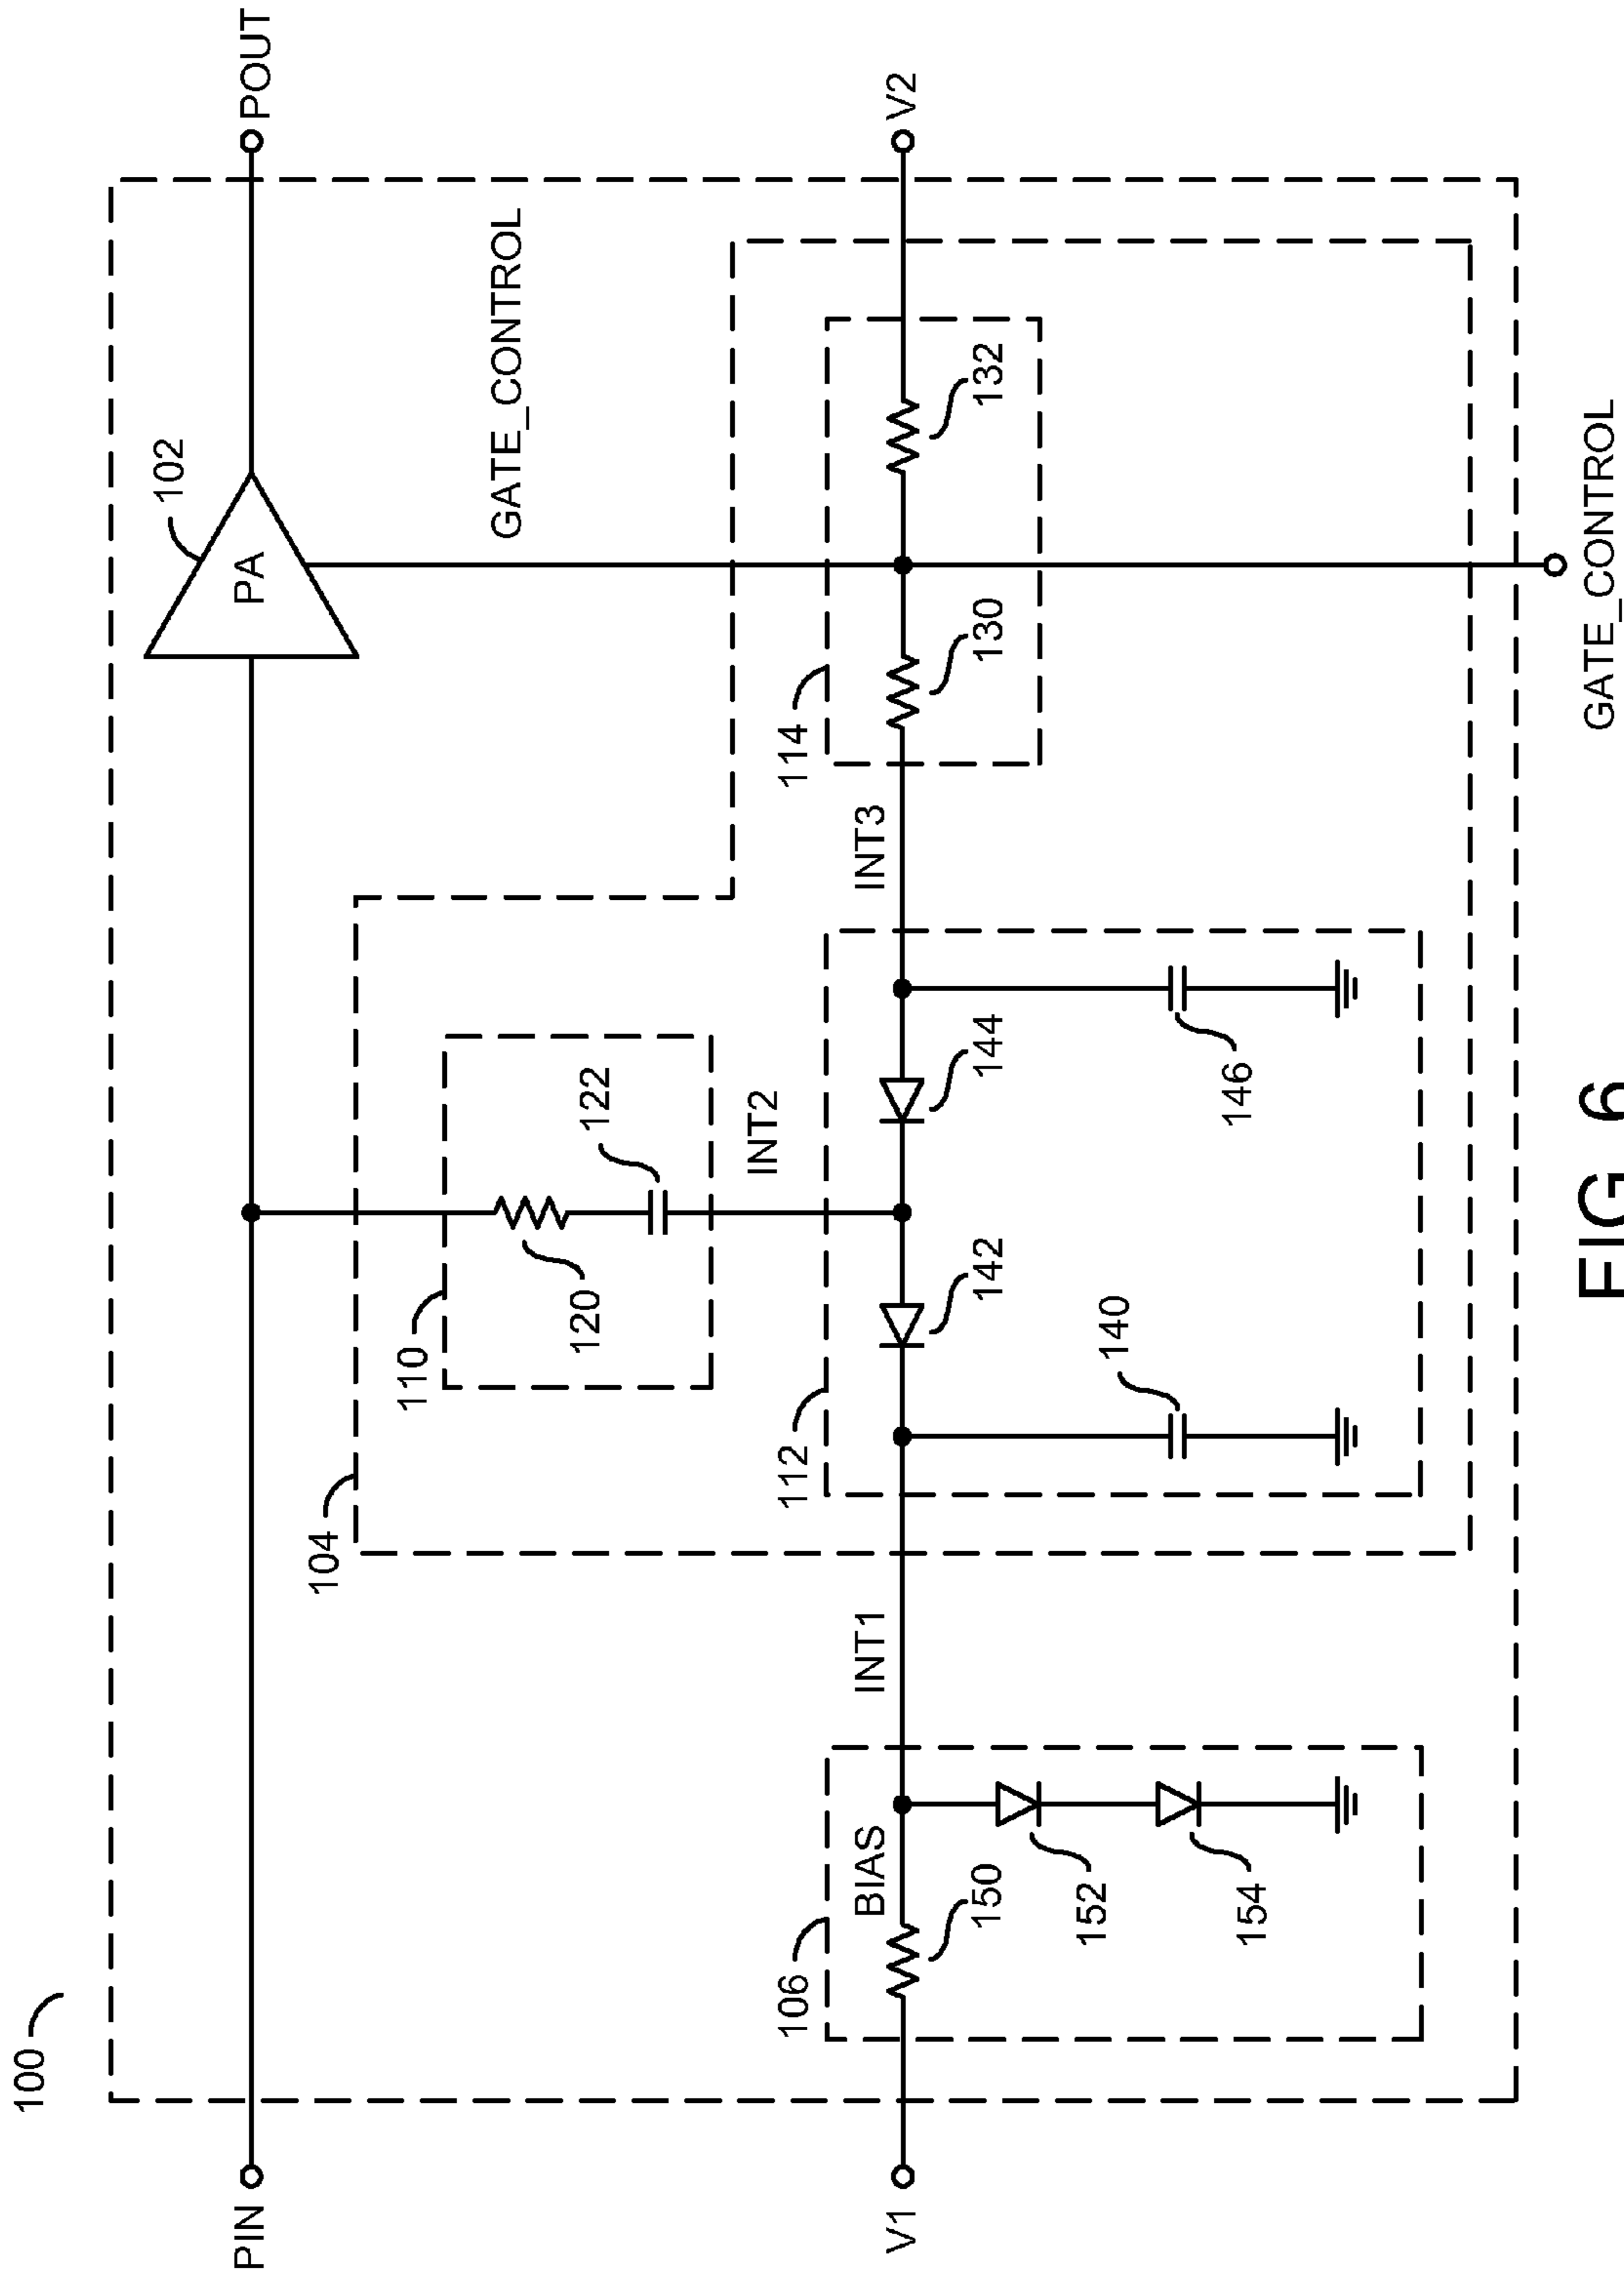 100
PIN
102
PA
POUT
GATE_CONTROL
104
110
120
122
INT2
106
112
114
V1
BIAS
INT1
INT3
V2
150
142
144
130
132
152
140
154
146
GATE_CONTROL
FIG 6